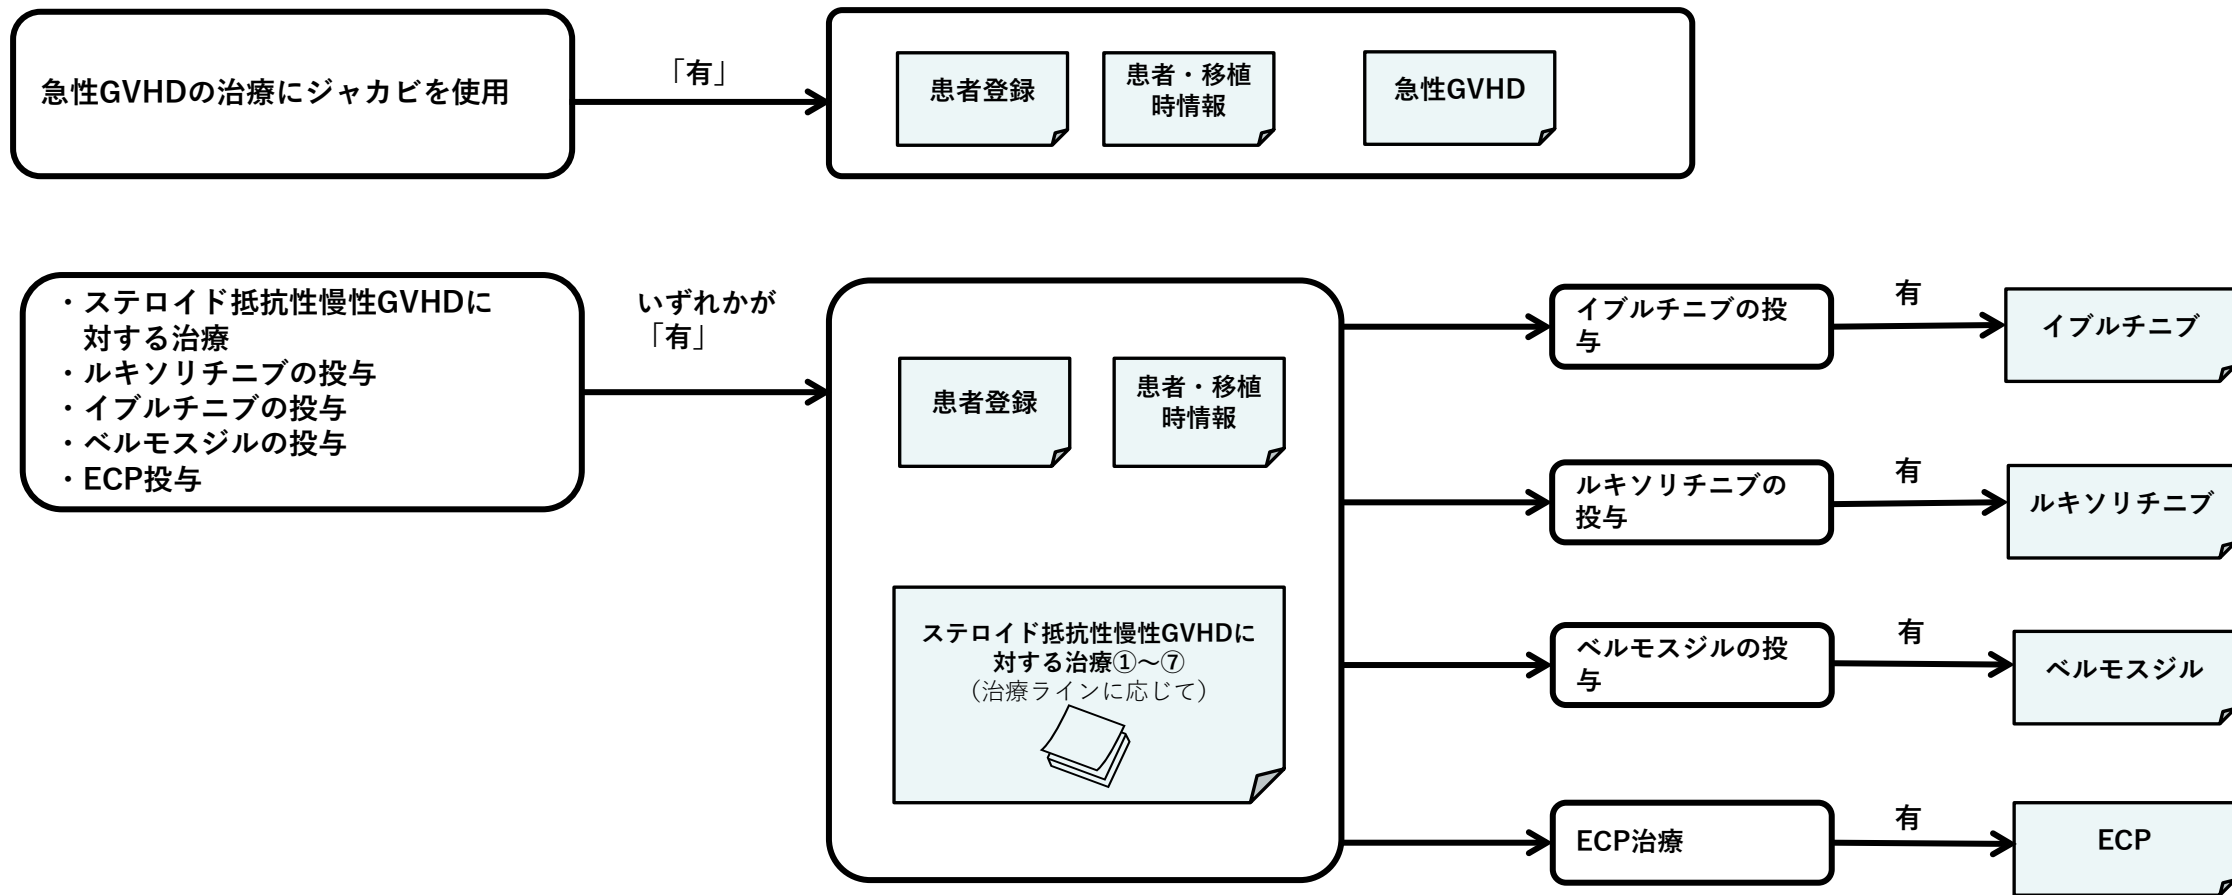 急性GVHDの治療にジャカビを使用
「有」
患者登録
患者・移植
時情報
急性GVHD
・ステロイド抵抗性慢性GVHDに
対する治療
・ルキソリチニブの投与
・イブルチニブの投与
・ベルモスジルの投与
・ECP投与
いずれかが
「有」
患者登録
患者・移植
時情報
ステロイド抵抗性慢性GVHDに
対する治療①～⑦
（治療ラインに応じて）
イブルチニブの投
与
有
イブルチニブ
ルキソリチニブの
投与
有
ルキソリチニブ
ベルモスジルの投
与
有
ベルモスジル
ECP治療
有
ECP